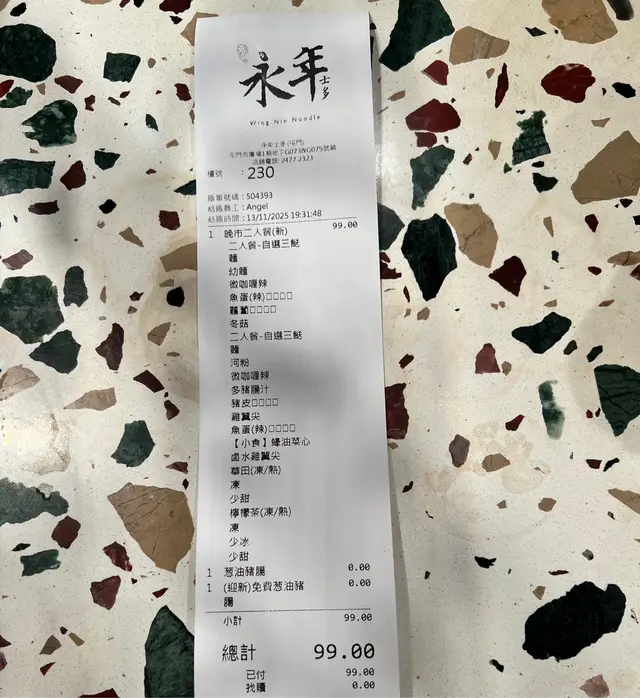 永年士多
Wing Nin Noodle
永年士多 (屯門)
屯門市廣場1期地下G073&G075號舖
店舖電話: 2477 2323
檯號 : 230
賬單號碼 : 504393
結賬員工 : Angel
結賬時間 : 13/11/2025 19:31:48
1 晚市二人餐(新) 99.00
二人餐-自選三餸
麵
幼麵
微咖喱辣
魚蛋(辣)□□□□
蘿蔔□□□□
冬菇
二人餐-自選三餸
麵
河粉
微咖喱辣
多豬腸汁
豬皮□□□□
雞翼尖
魚蛋(辣)□□□□
【小食】蠔油菜心
鹵水雞翼尖
華田(凍/熱)
凍
少甜
檸檬茶(凍/熱)
凍
少冰
少甜
1 葱油豬腸 0.00
1 (迎新)免費葱油豬 0.00
腸
小計 99.00
總計 99.00
已付 99.00
找贖 0.00